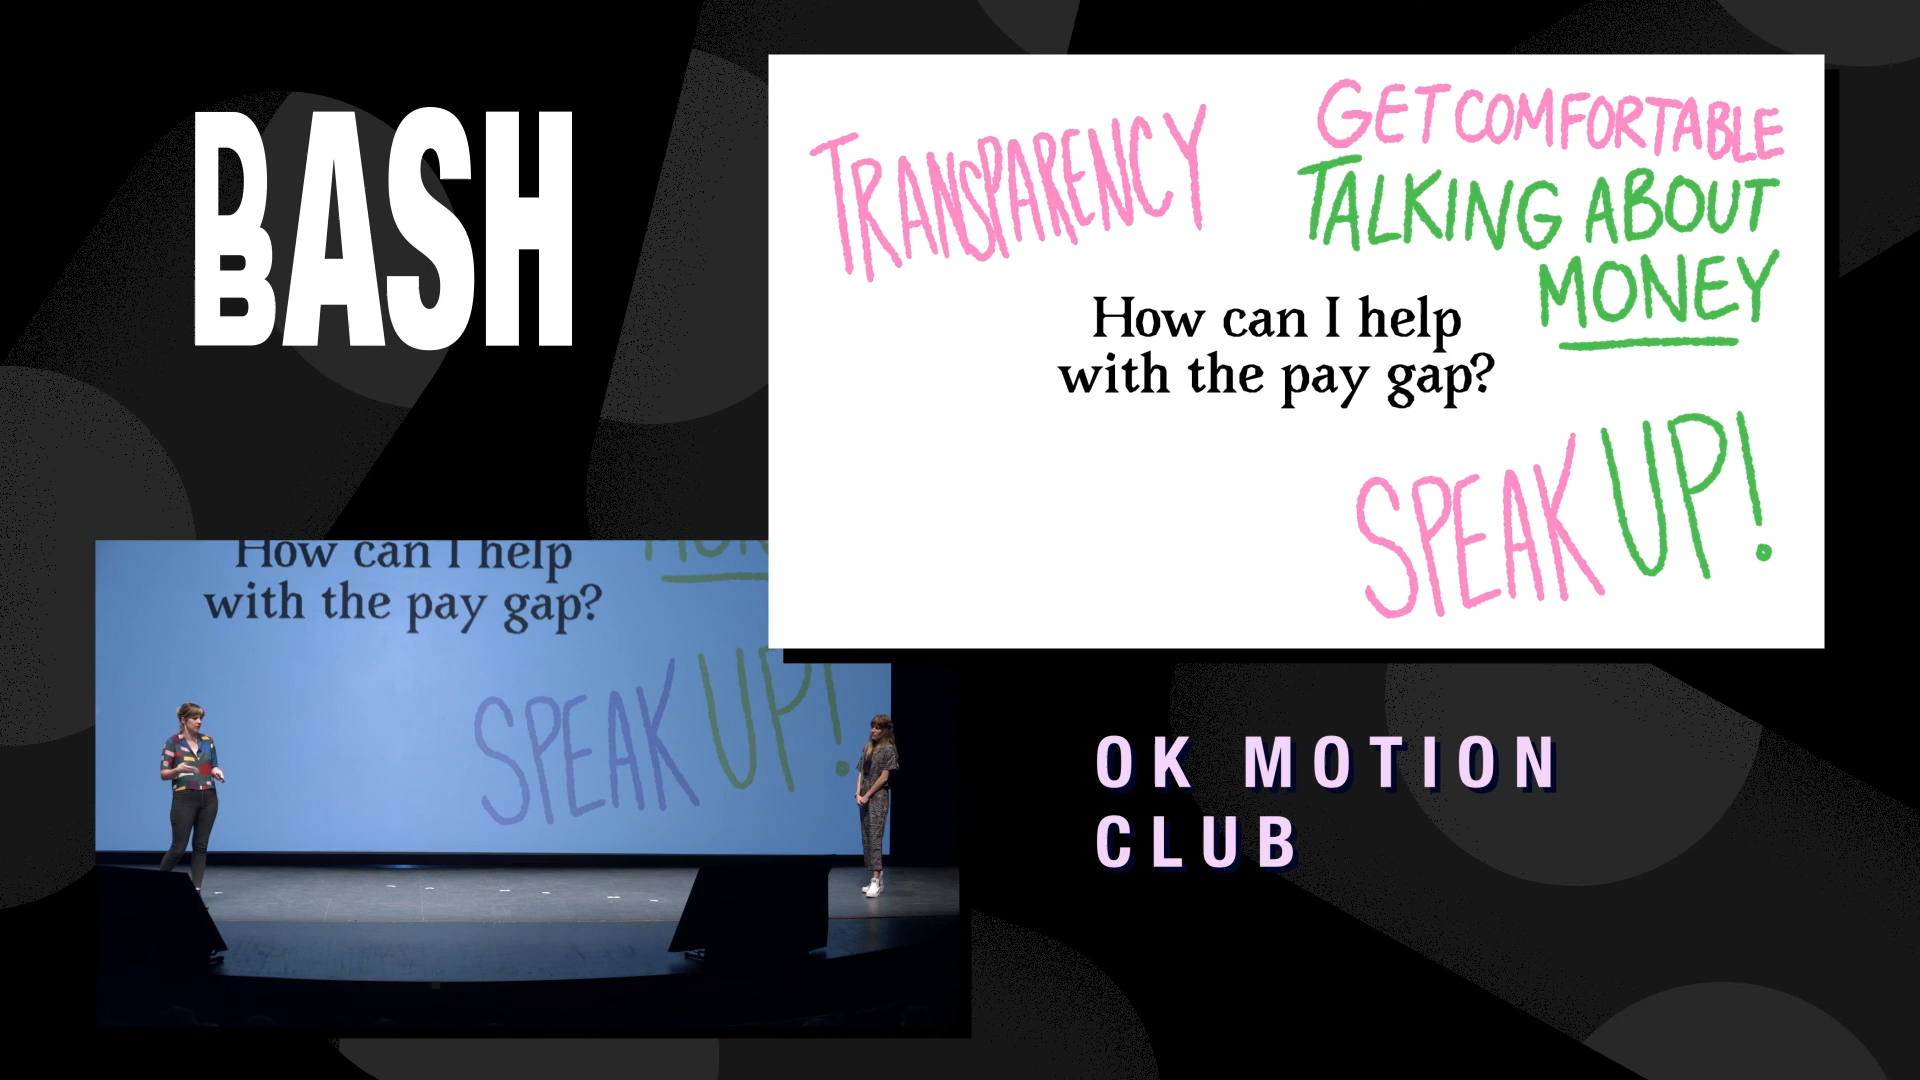 BASH
B
TRANSPARENCY
GET COMFORTABLE
TALKING ABOUT
MONEY
How can I help
with the pay gap?
SPEAK UP!
How can I help
with the pay gap?
SPEAK UP!
OK MOTION
CLUB